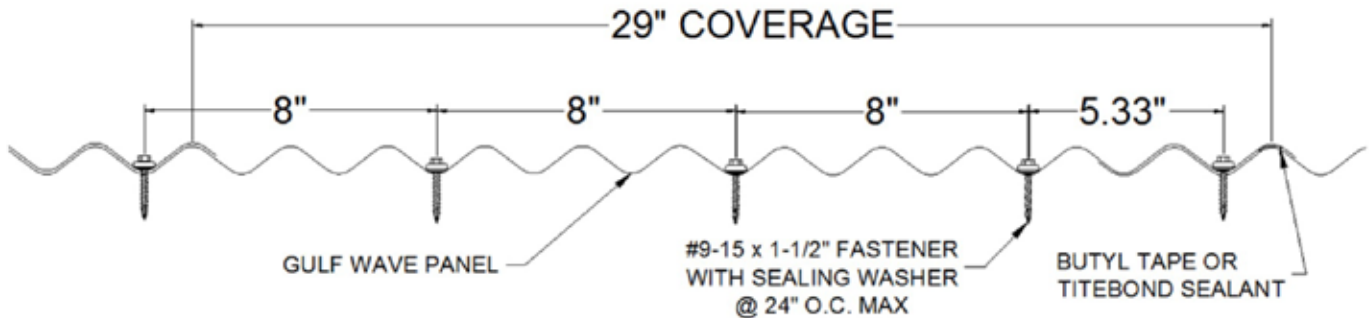 29" COVERAGE
8"
8"
8"
5.33"
GULF WAVE PANEL
#9-15 x 1-1/2" FASTENER
WITH SEALING WASHER
@ 24" O.C. MAX
BUTYL TAPE OR
TITEBOND SEALANT